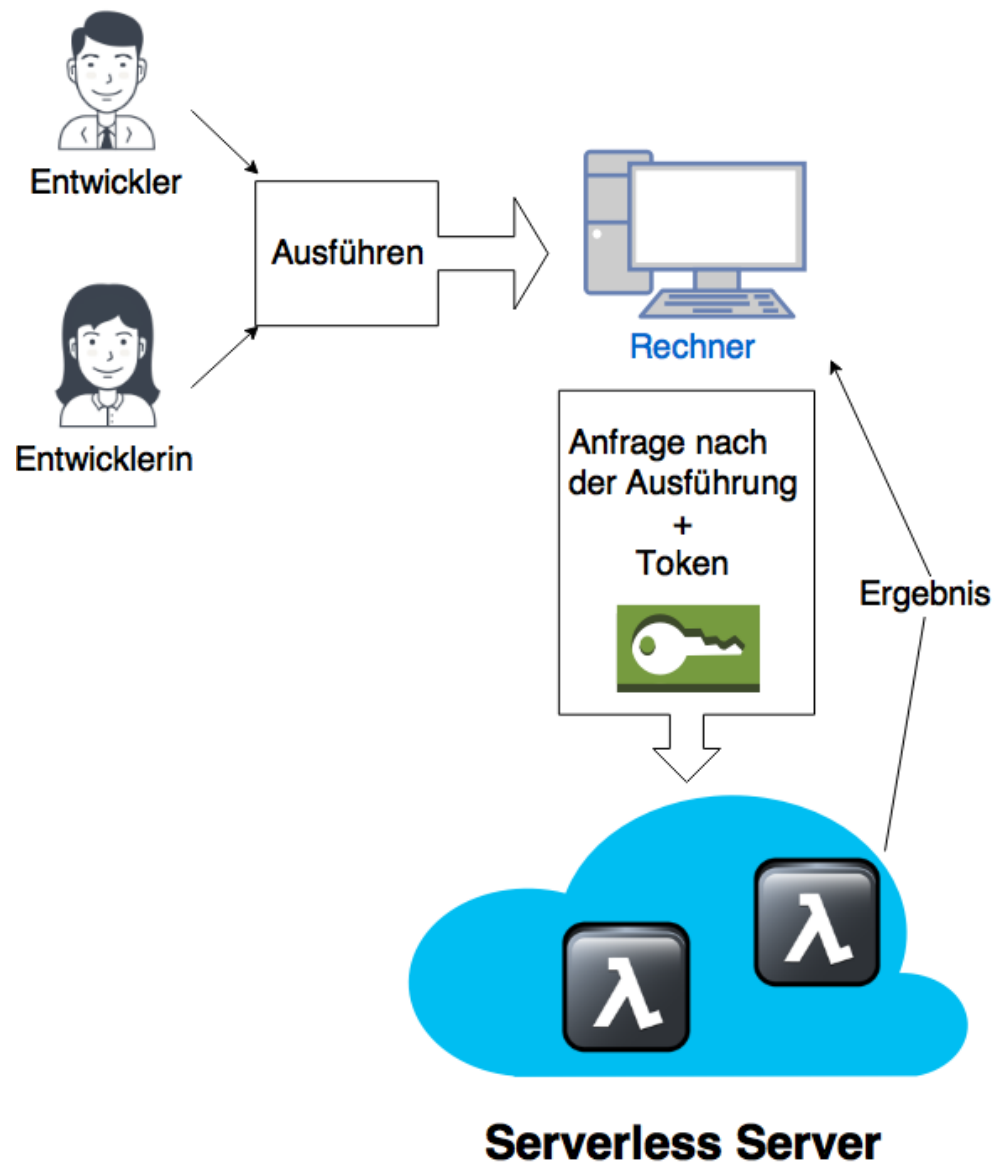 Entwickler
Ausführen
Rechner
Entwicklerin
Anfrage nach
der Ausführung
+
Token
Ergebnis
λ
λ
Serverless Server